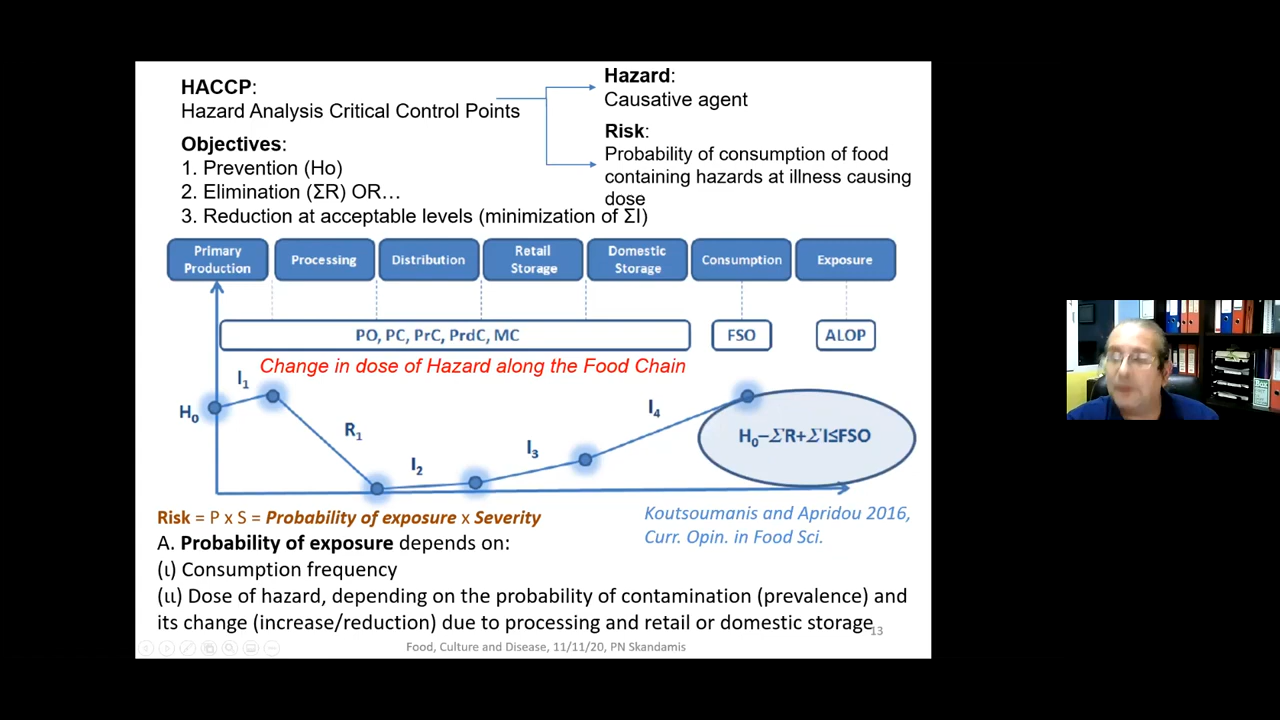 HACCP:
Hazard Analysis Critical Control Points
Objectives:
1. Prevention (Ho)
2. Elimination (ΣR) OR…
3. Reduction at acceptable levels (minimization of ΣI)
Hazard:
Causative agent
Risk:
Probability of consumption of food
containing hazards at illness causing
dose
Primary
Production
Processing
Distribution
Retail
Storage
Domestic
Storage
Consumption
Exposure
PO, PC, PrC, PrdC, MC
FSO
ALOP
Change in dose of Hazard along the Food Chain
H₀
I₁
R₁
I₂
I₃
I₄
H₀−ΣR+ΣI≤FSO
Risk = P x S = Probability of exposure x Severity
Koutsoumanis and Apridou 2016,
Curr. Opin. in Food Sci.
A. Probability of exposure depends on:
(ι) Consumption frequency
(ιι) Dose of hazard, depending on the probability of contamination (prevalence) and
its change (increase/reduction) due to processing and retail or domestic storage
13
Food, Culture and Disease, 11/11/20, PN Skandamis